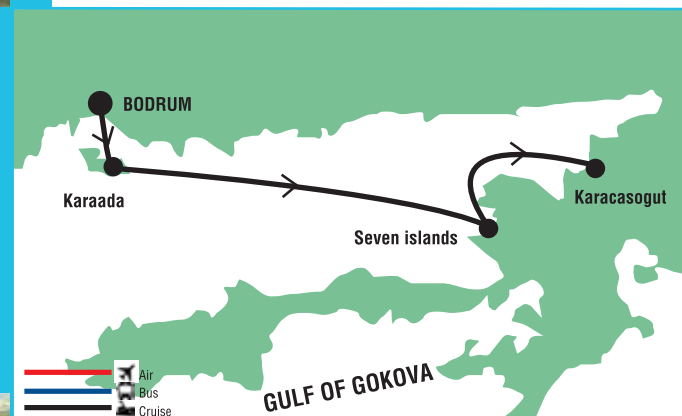 BODRUM
Karaada
Karacasogut
Seven islands
GULF OF GOKOVA
Air
Bus
Cruise